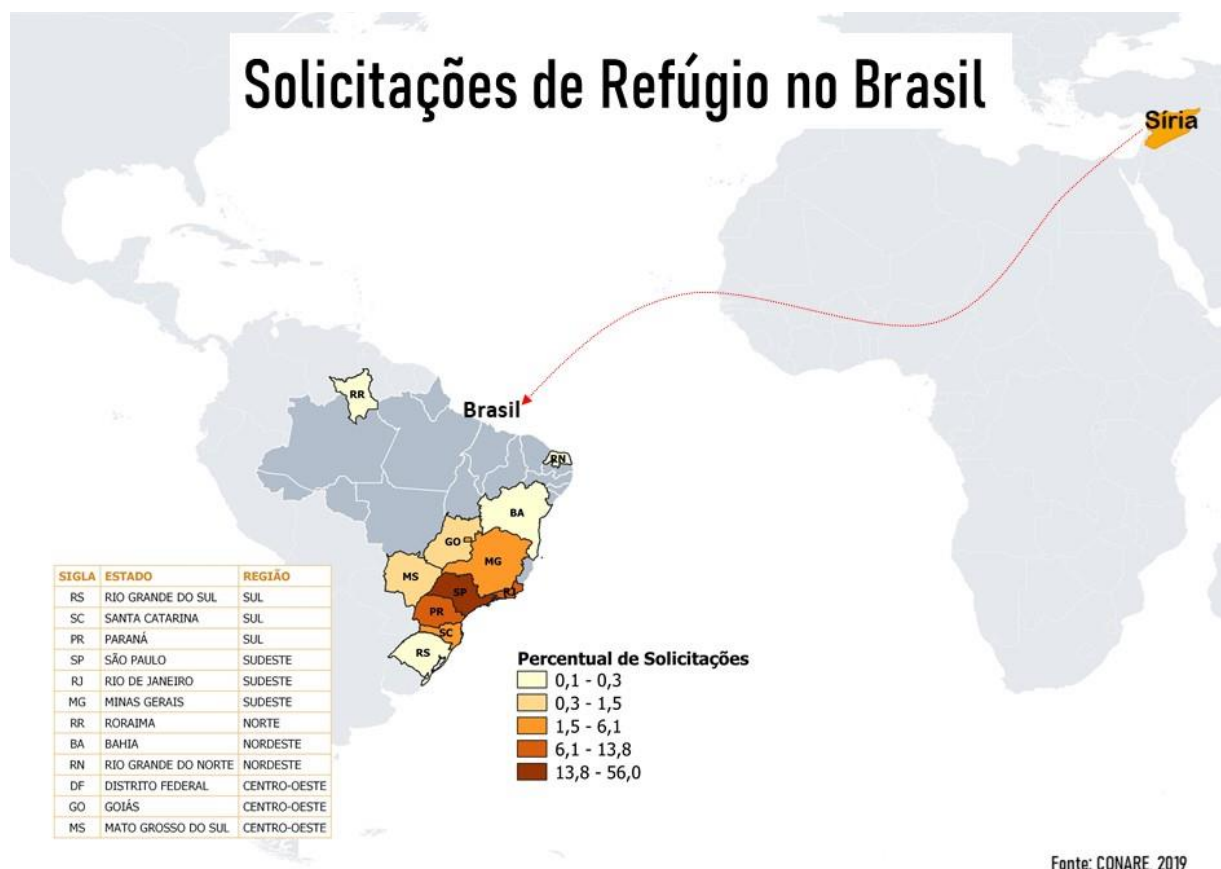 Solicitações de Refúgio no Brasil
Síria
Brasil
RR
RN
BA
GO
MG
MS
SP
RJ
PR
SC
RS
SIGLA ESTADO REGIÃO
RS RIO GRANDE DO SUL SUL
SC SANTA CATARINA SUL
PR PARANÁ SUL
SP SÃO PAULO SUDESTE
RJ RIO DE JANEIRO SUDESTE
MG MINAS GERAIS SUDESTE
RR RORAIMA NORTE
BA BAHIA NORDESTE
RN RIO GRANDE DO NORTE NORDESTE
DF DISTRITO FEDERAL CENTRO-OESTE
GO GOIÁS CENTRO-OESTE
MS MATO GROSSO DO SUL CENTRO-OESTE
Percentual de Solicitações
0,1 - 0,3
0,3 - 1,5
1,5 - 6,1
6,1 - 13,8
13,8 - 56,0
Fonte: CONARE, 2019